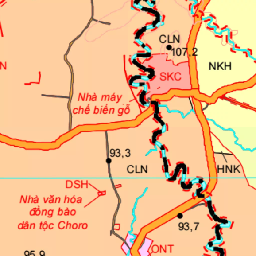 CLN
107,2
NKH
SKC
Nhà máy
chế biến gỗ
93,3
CLN
HNK
DSH
Nhà văn hóa
đồng bào
dân tộc Choro
93,7
ONT
95,9